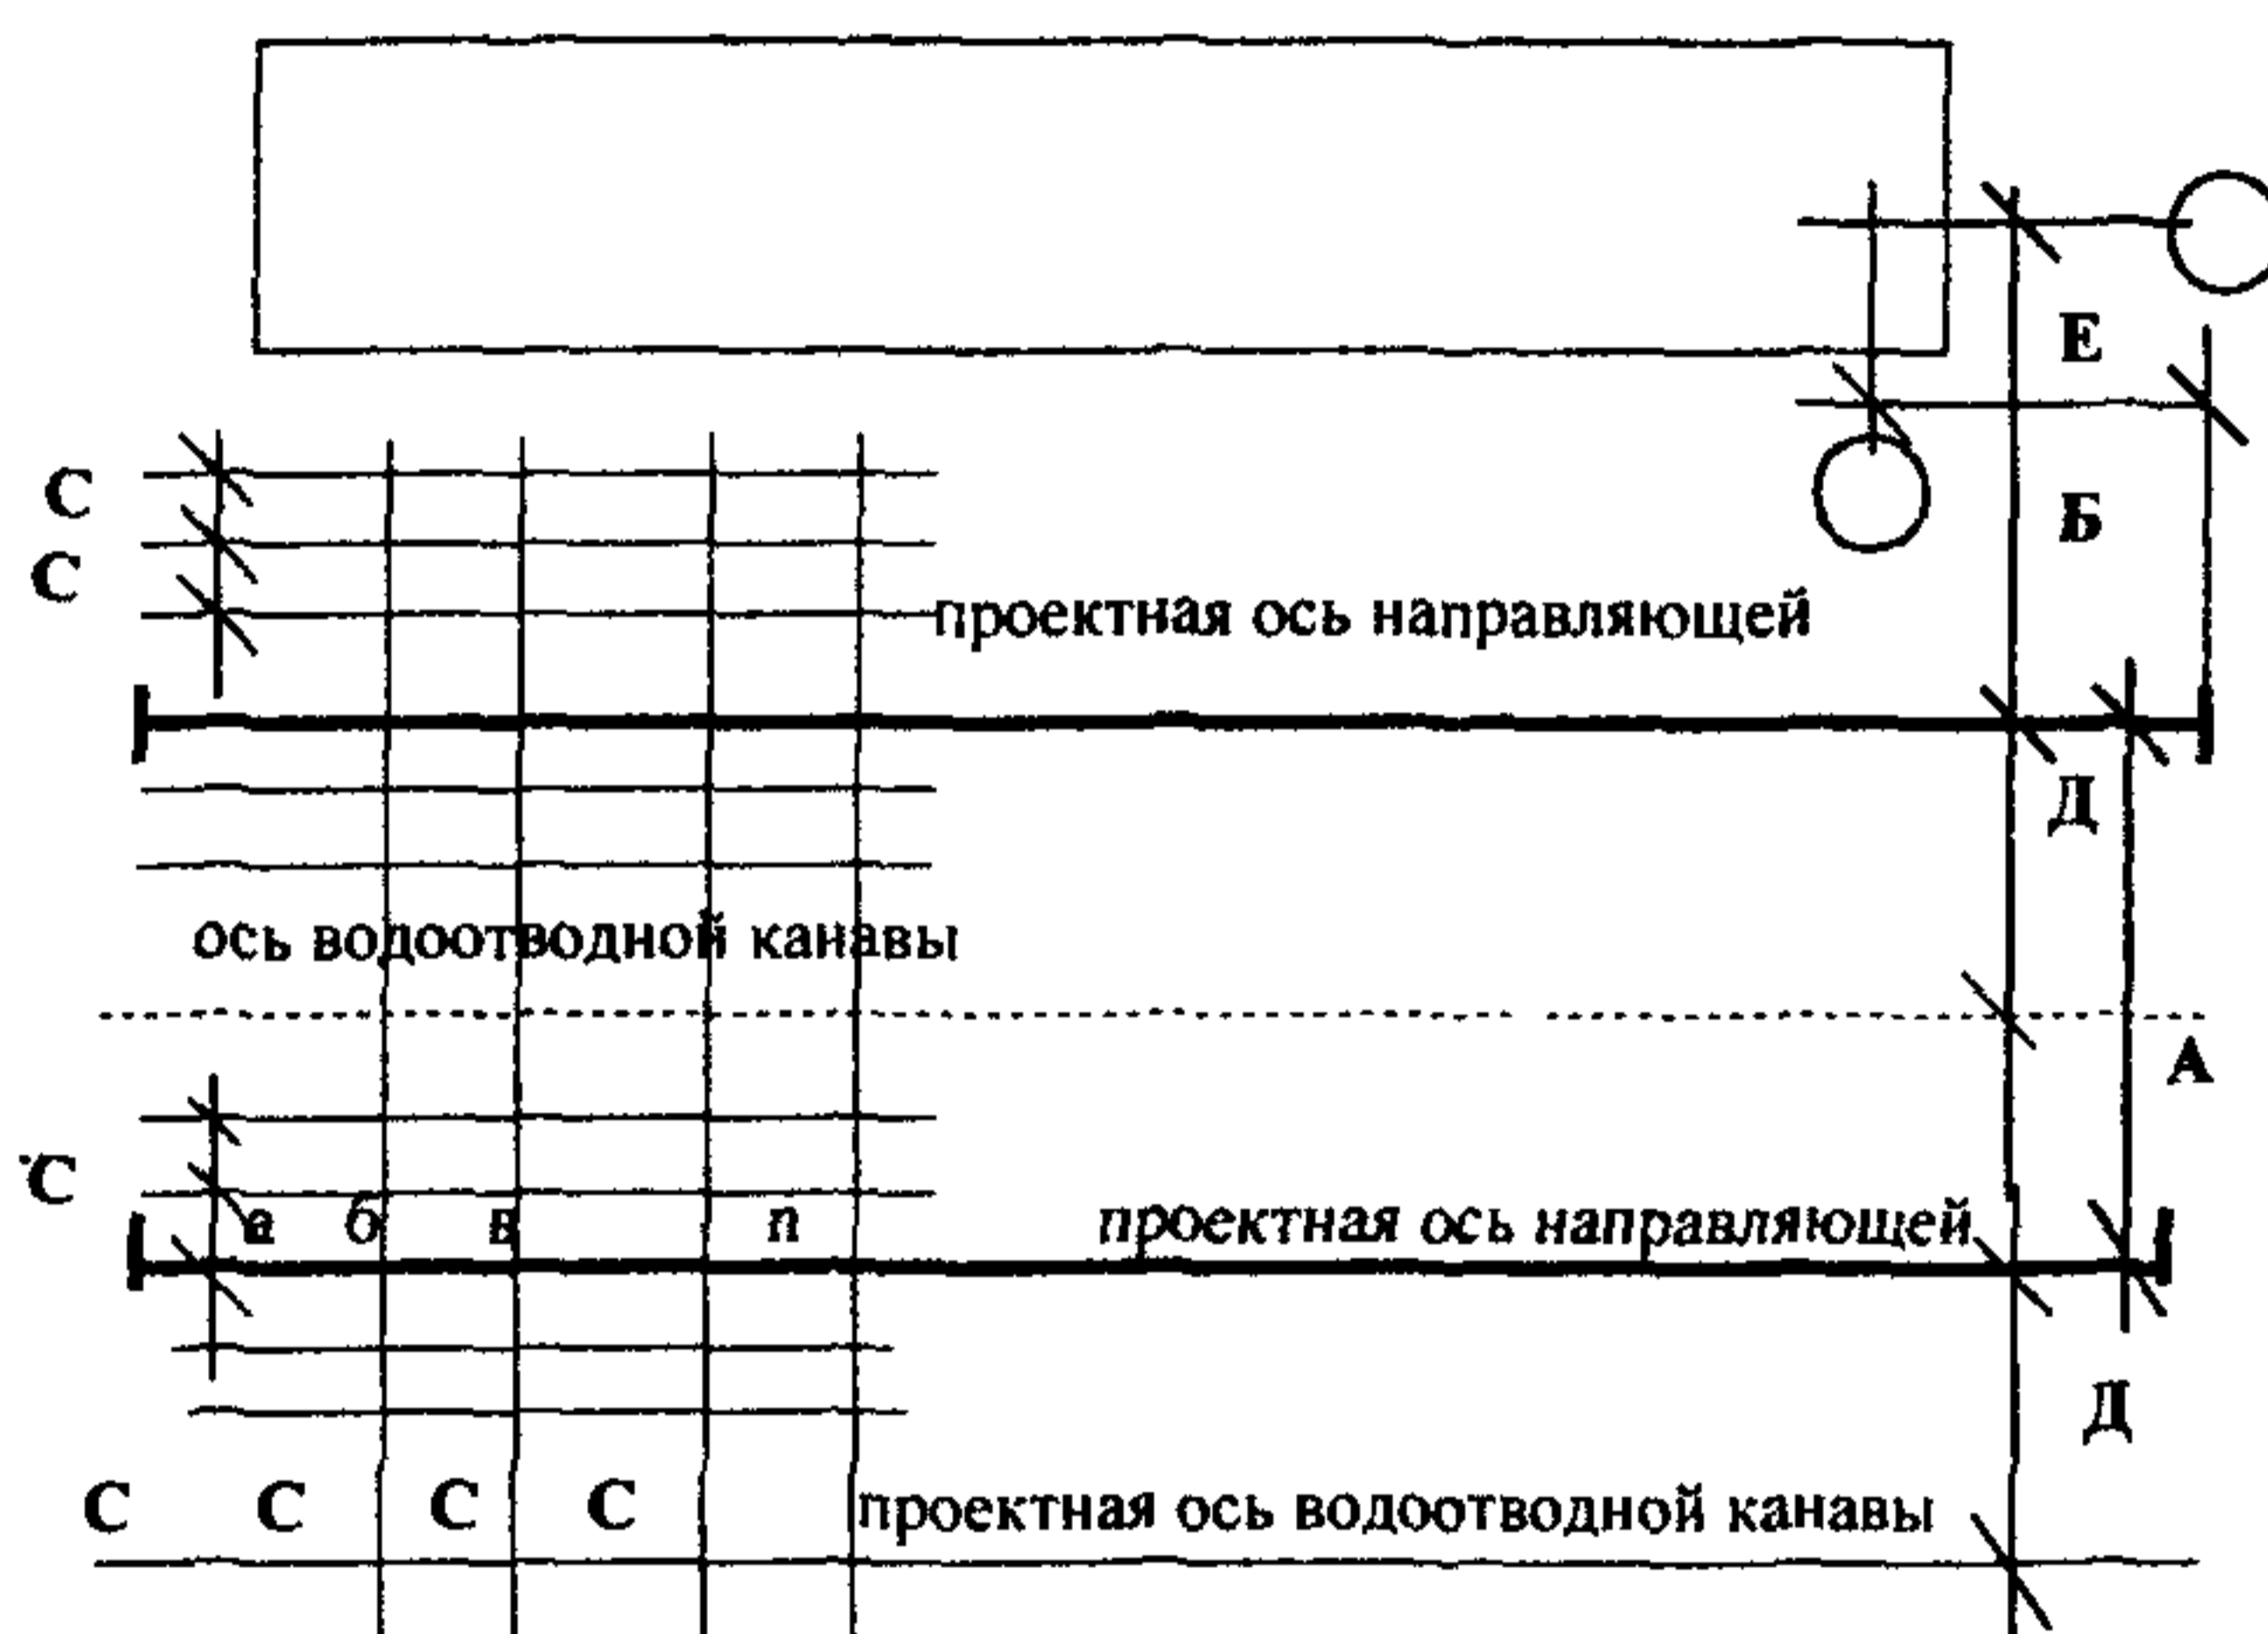 Е
С
Б
С
проектная ось направляющей
Д
ось водоотводной канавы
А
С
а б в п
проектная ось направляющей
Д
С С С С
проектная ось водоотводной канавы